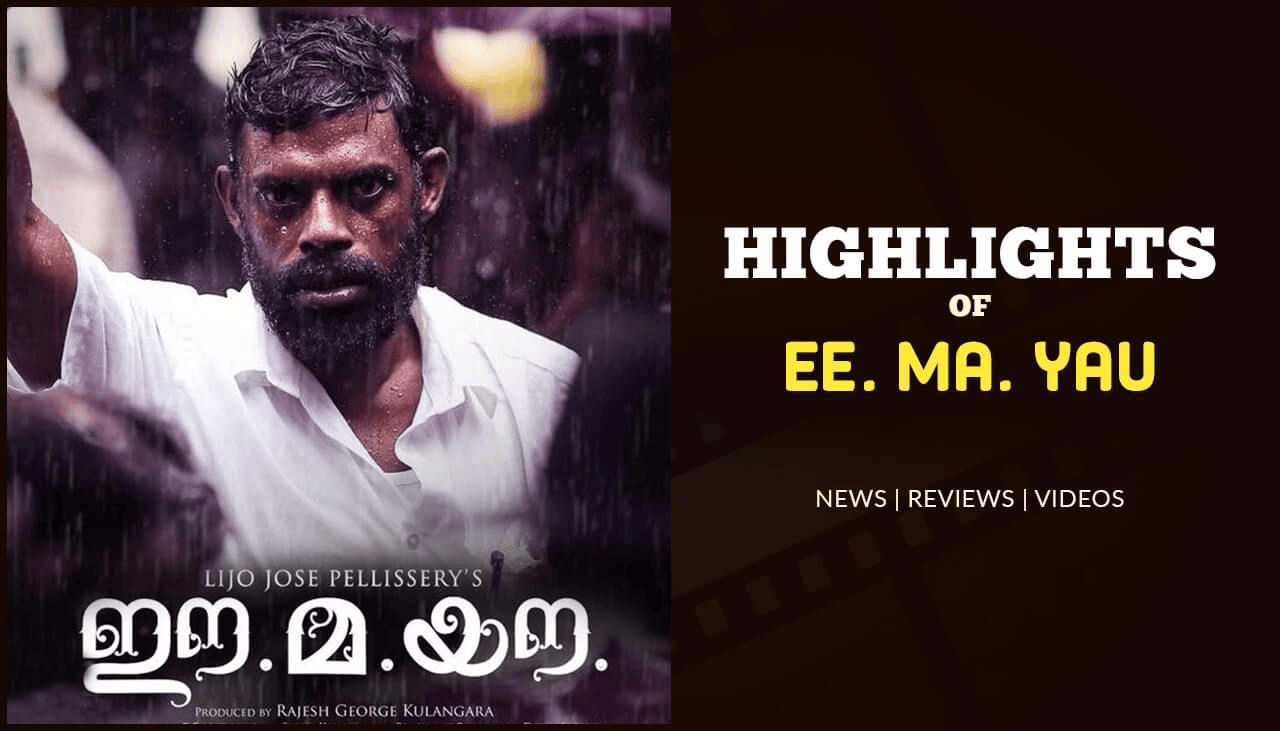 HIGHLIGHTS
OF
EE. MA. YAU
NEWS | REVIEWS | VIDEOS
LIJO JOSE PELLISSERY'S
ഈ.മ.യൗ.
PRODUCED BY RAJESH GEORGE KULANGARA